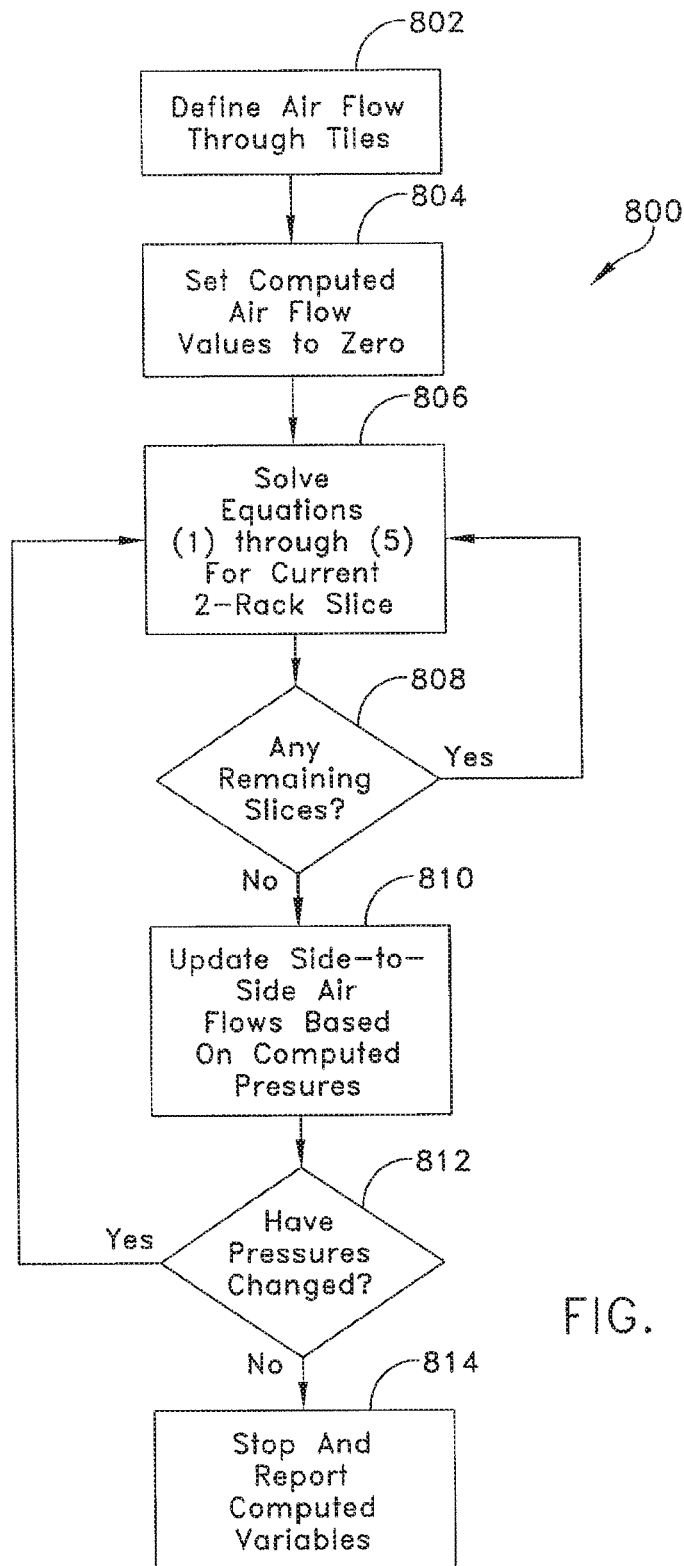 802
Define Air Flow
Through Tiles
804
800
Set Computed
Air Flow
Values to Zero
806
Solve
Equations
(1) through (5)
For Current
2-Rack Slice
808
Any
Remaining
Slices?
Yes
No
810
Update Side-to-
Side Air
Flows Based
On Computed
Presures
812
Have
Pressures
Changed?
Yes
No
FIG.
814
Stop And
Report
Computed
Variables